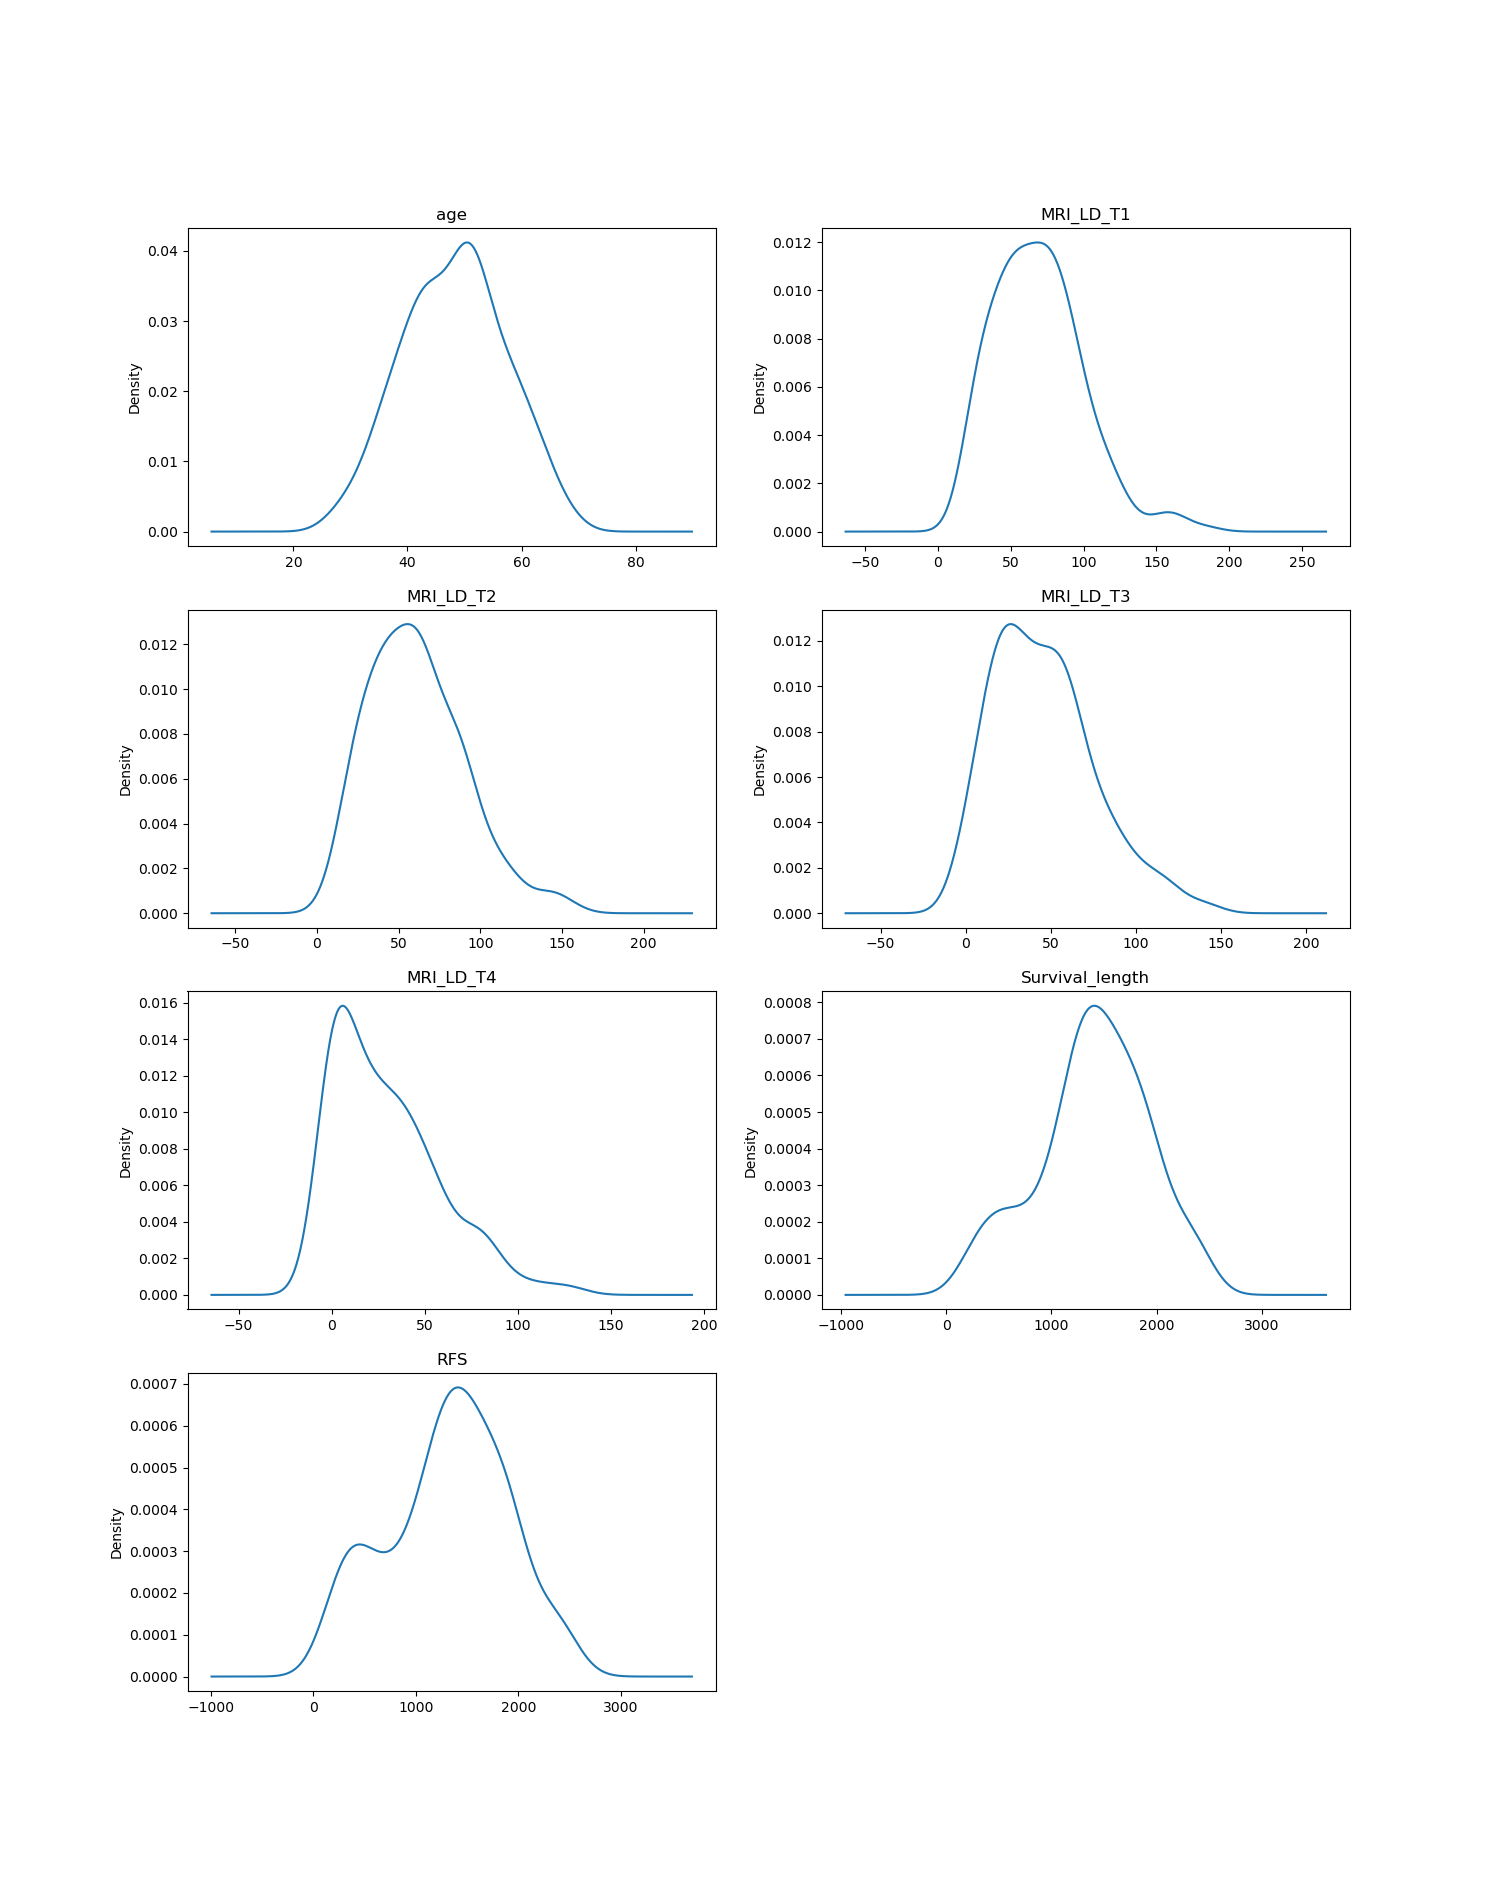 age
Density
0.04
0.03
0.02
0.01
0.00
20 40 60 80
MRI_LD_T1
Density
0.012
0.010
0.008
0.006
0.004
0.002
0.000
−50 0 50 100 150 200 250
MRI_LD_T2
Density
0.012
0.010
0.008
0.006
0.004
0.002
0.000
−50 0 50 100 150 200
MRI_LD_T3
Density
0.012
0.010
0.008
0.006
0.004
0.002
0.000
−50 0 50 100 150 200
MRI_LD_T4
Density
0.016
0.014
0.012
0.010
0.008
0.006
0.004
0.002
0.000
−50 0 50 100 150 200
Survival_length
Density
0.0008
0.0007
0.0006
0.0005
0.0004
0.0003
0.0002
0.0001
0.0000
−1000 0 1000 2000 3000
RFS
Density
0.0007
0.0006
0.0005
0.0004
0.0003
0.0002
0.0001
0.0000
−1000 0 1000 2000 3000